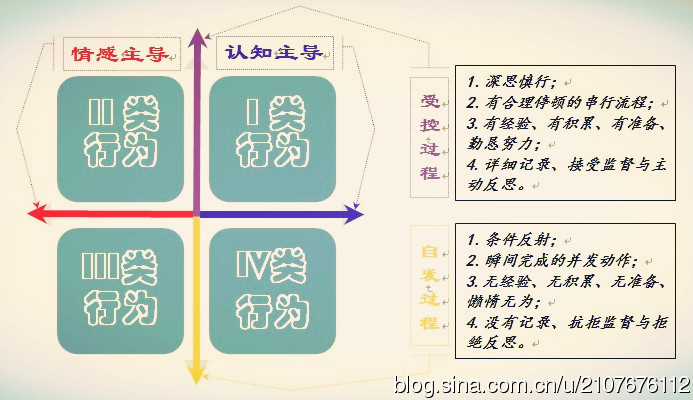 情感主导
认知主导
II类
行为
I类
行为
III类
行为
IV类
行为
受控过程
1. 深思慎行；
2. 有合理停顿的串行流程；
3. 有经验、有积累、有准备、
勤恳努力；
4. 详细记录、接受监督与主
动反思。
自发过程
1. 条件反射；
2. 瞬间完成的并发动作；
3. 无经验、无积累、无准备、
懒惰无为；
4. 没有记录、抗拒监督与拒
绝反思。
blog.sina.com.cn/u/2107676112